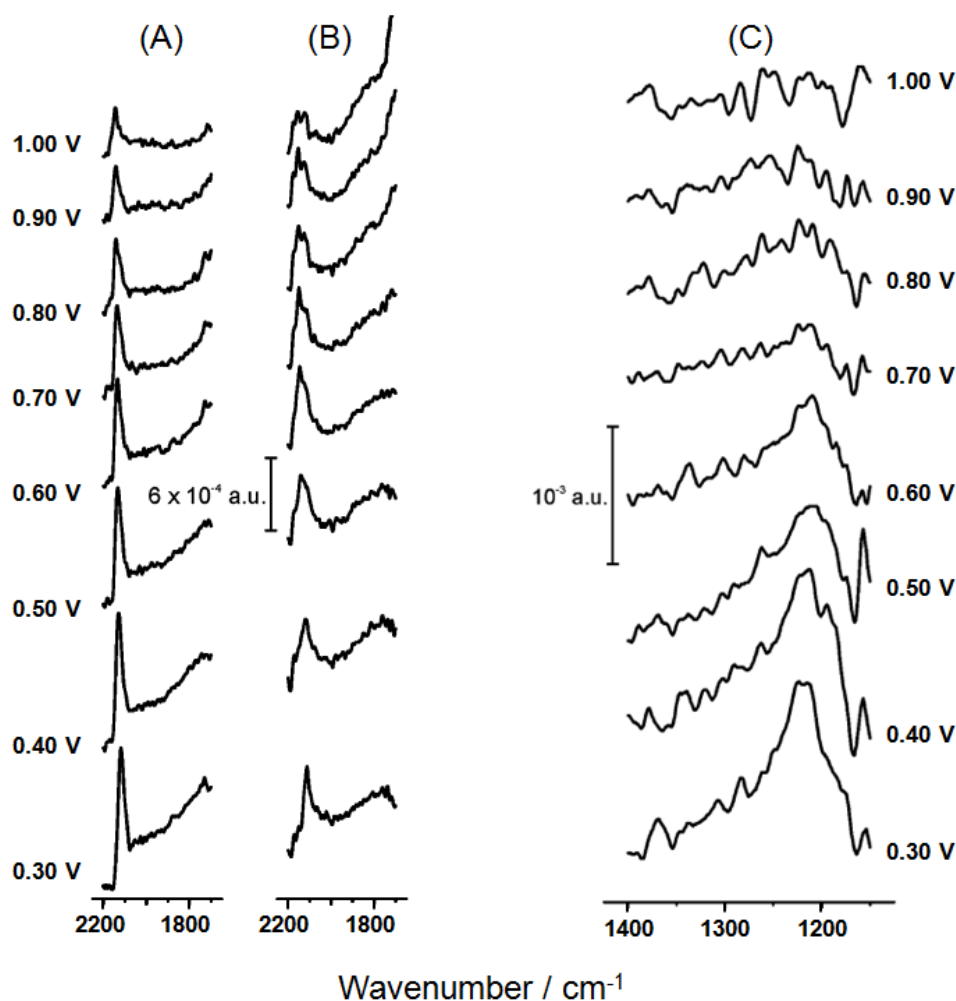 (A)
(B)
(C)
1.00 V
0.90 V
0.80 V
0.70 V
0.60 V
0.50 V
0.40 V
0.30 V
6 x 10-4 a.u.
10-3 a.u.
1.00 V
0.90 V
0.80 V
0.70 V
0.60 V
0.50 V
0.40 V
0.30 V
2200 1800
2200 1800
1400 1300 1200
Wavenumber / cm-1